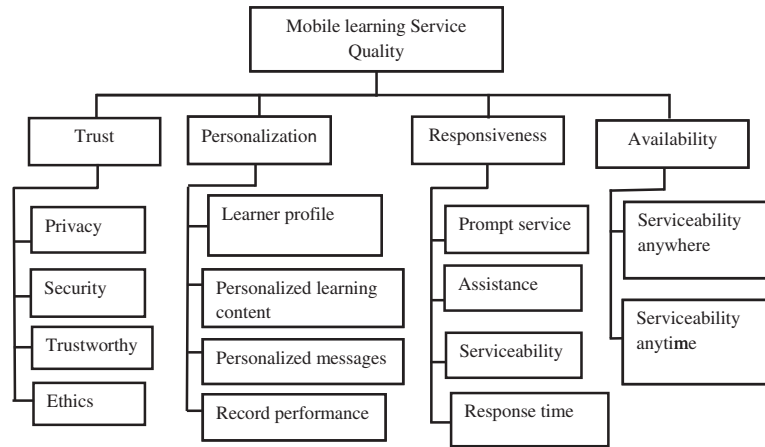 Mobile learning Service
Quality
Trust
Personalization
Responsiveness
Availability
Privacy
Security
Trustworthy
Ethics
Learner profile
Personalized learning
content
Personalized messages
Record performance
Prompt service
Assistance
Serviceability
Response time
Serviceability
anywhere
Serviceability
anytime